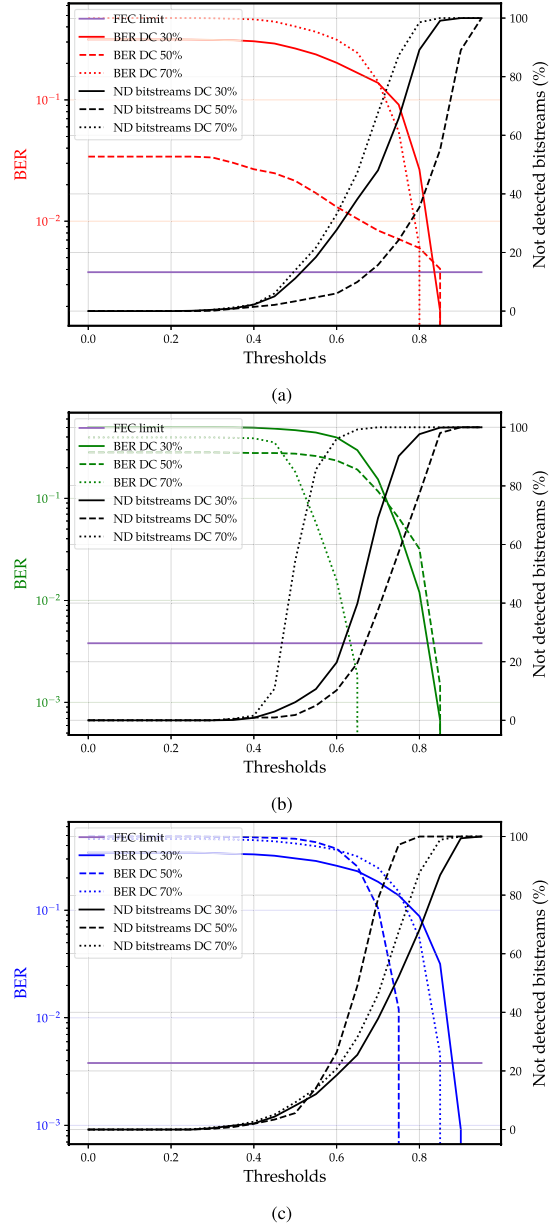 FEC limit
BER DC 30%
BER DC 50%
BER DC 70%
ND bitstreams DC 30%
ND bitstreams DC 50%
ND bitstreams DC 70%
BER
10⁻¹
10⁻²
Not detected bitstreams (%)
100
80
60
40
20
0
0.0 0.2 0.4 0.6 0.8
Thresholds
(a)
FEC limit
BER DC 30%
BER DC 50%
BER DC 70%
ND bitstreams DC 30%
ND bitstreams DC 50%
ND bitstreams DC 70%
BER
10⁻¹
10⁻²
10⁻³
Not detected bitstreams (%)
100
80
60
40
20
0
0.0 0.2 0.4 0.6 0.8
Thresholds
(b)
FEC limit
BER DC 30%
BER DC 50%
BER DC 70%
ND bitstreams DC 30%
ND bitstreams DC 50%
ND bitstreams DC 70%
BER
10⁻¹
10⁻²
10⁻³
Not detected bitstreams (%)
100
80
60
40
20
0
0.0 0.2 0.4 0.6 0.8
Thresholds
(c)